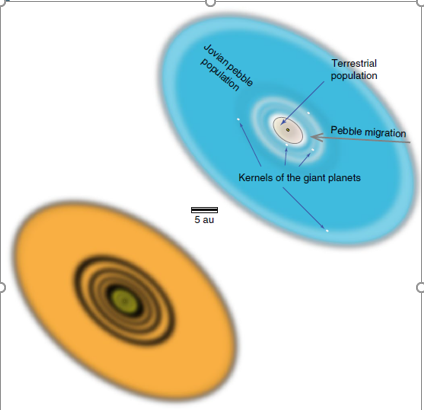 Jovian pebble
population
Terrestrial
population
Pebble migration
Kernels of the giant planets
5 au